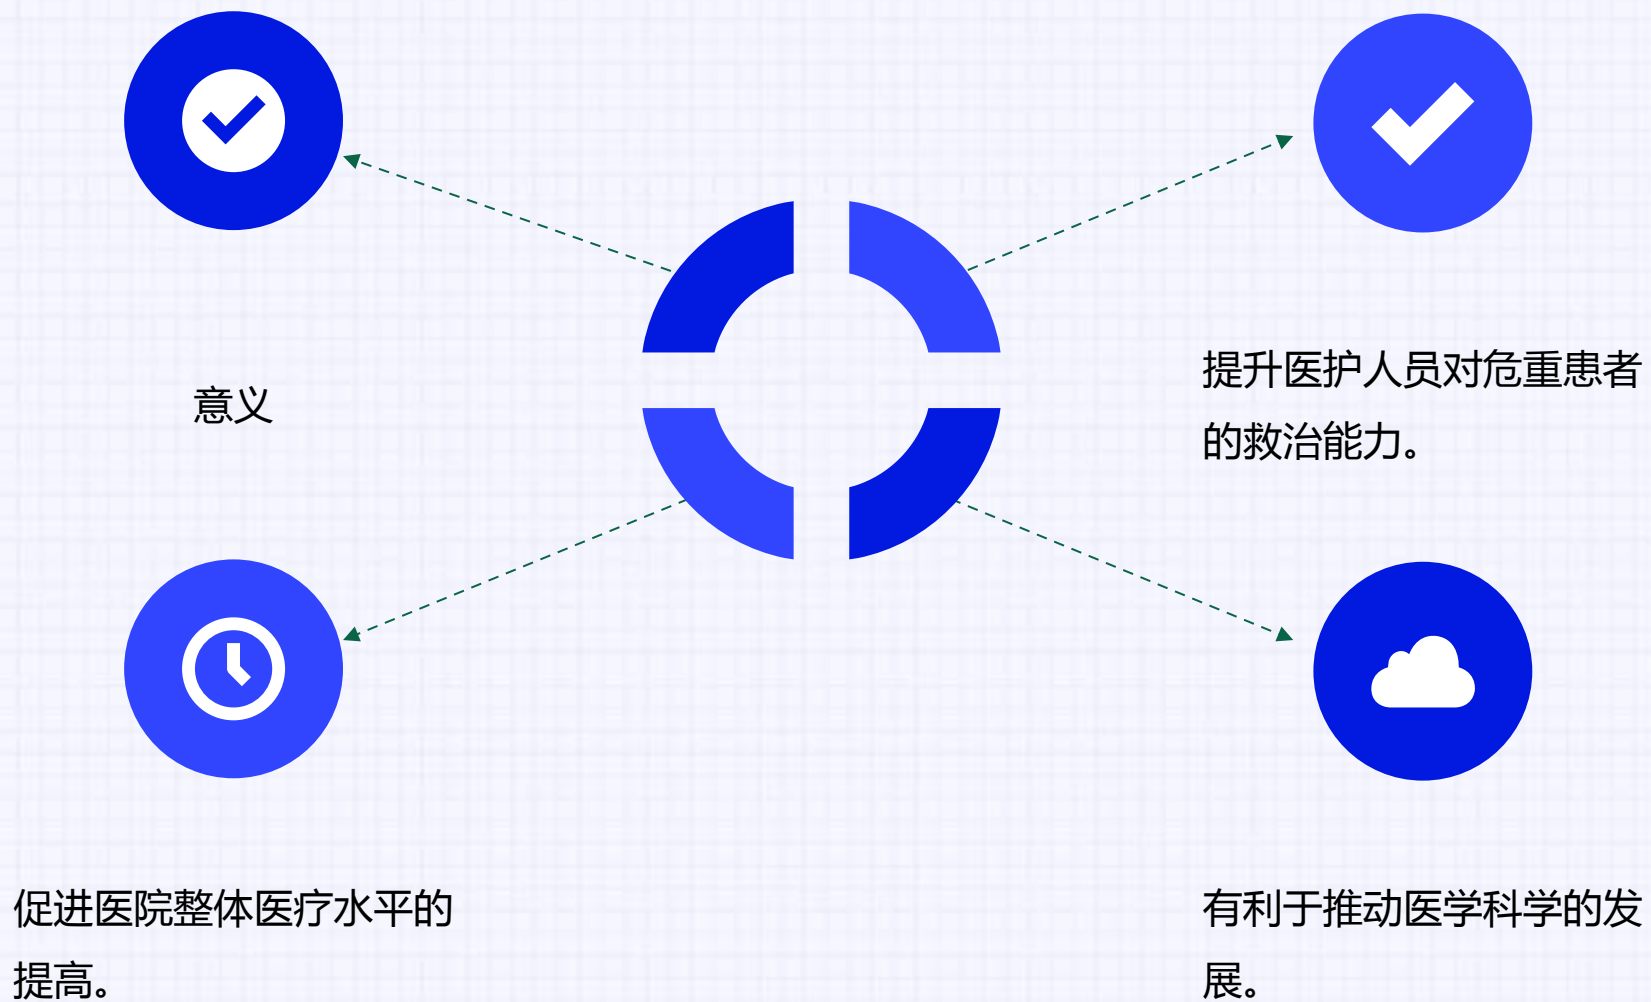 意义
提升医护人员对危重患者
的救治能力。
促进医院整体医疗水平的
提高。
有利于推动医学科学的发
展。